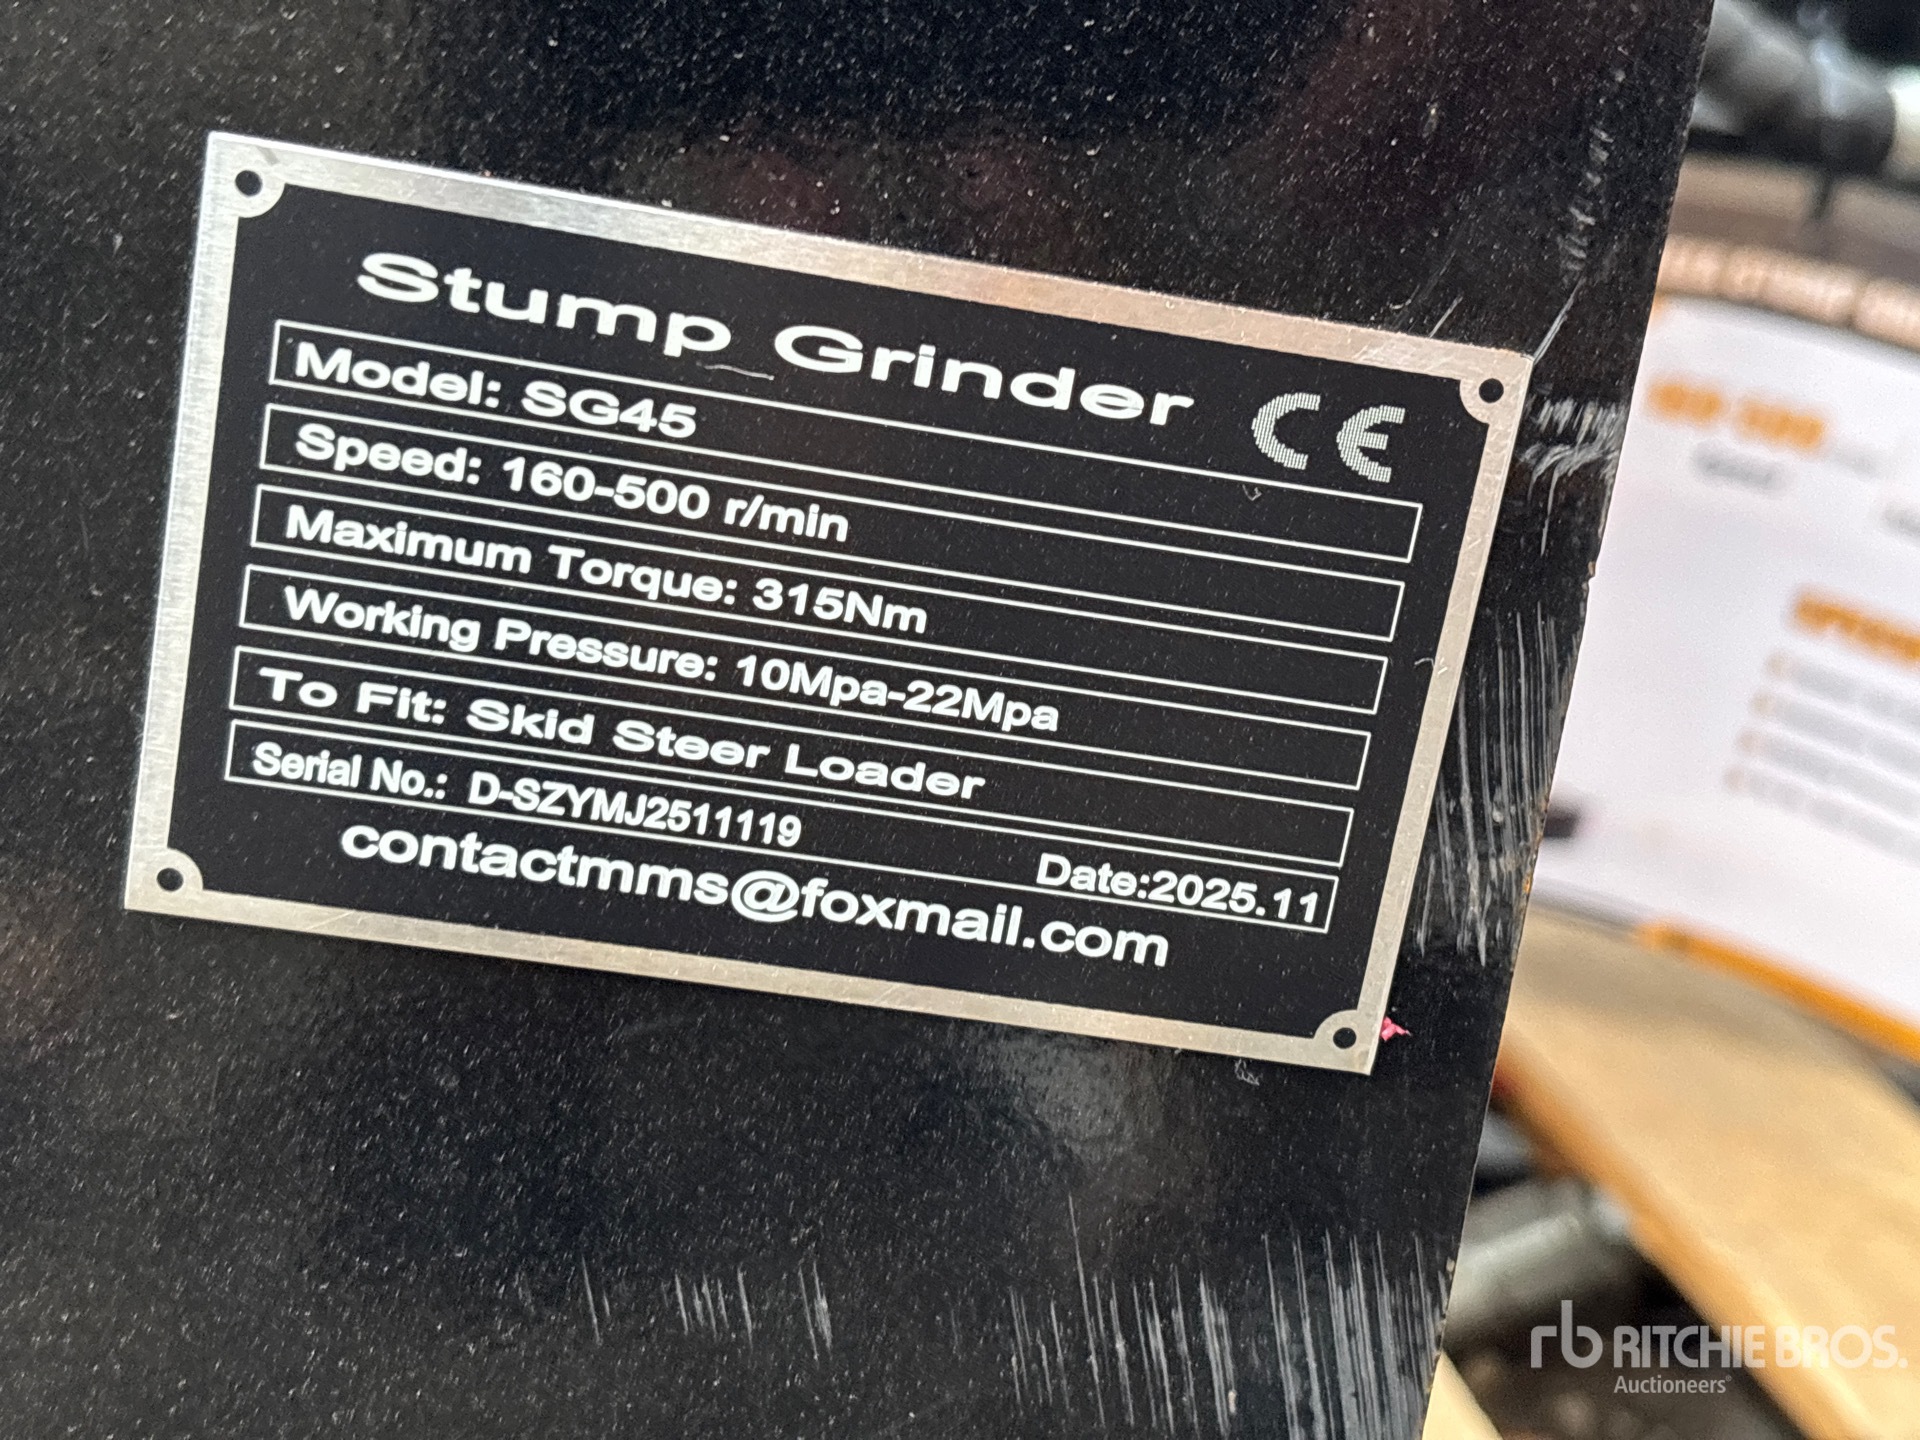 Stump Grinder
CE
Model: SG45
Speed: 160-500 r/min
Maximum Torque: 315Nm
Working Pressure: 10Mpa-22Mpa
To Fit: Skid Steer Loader
Serial No.: D-SZYMJ2511119 Date:2025.11
contactmms@foxmail.com
rb RITCHIE BROS.
Auctioneers